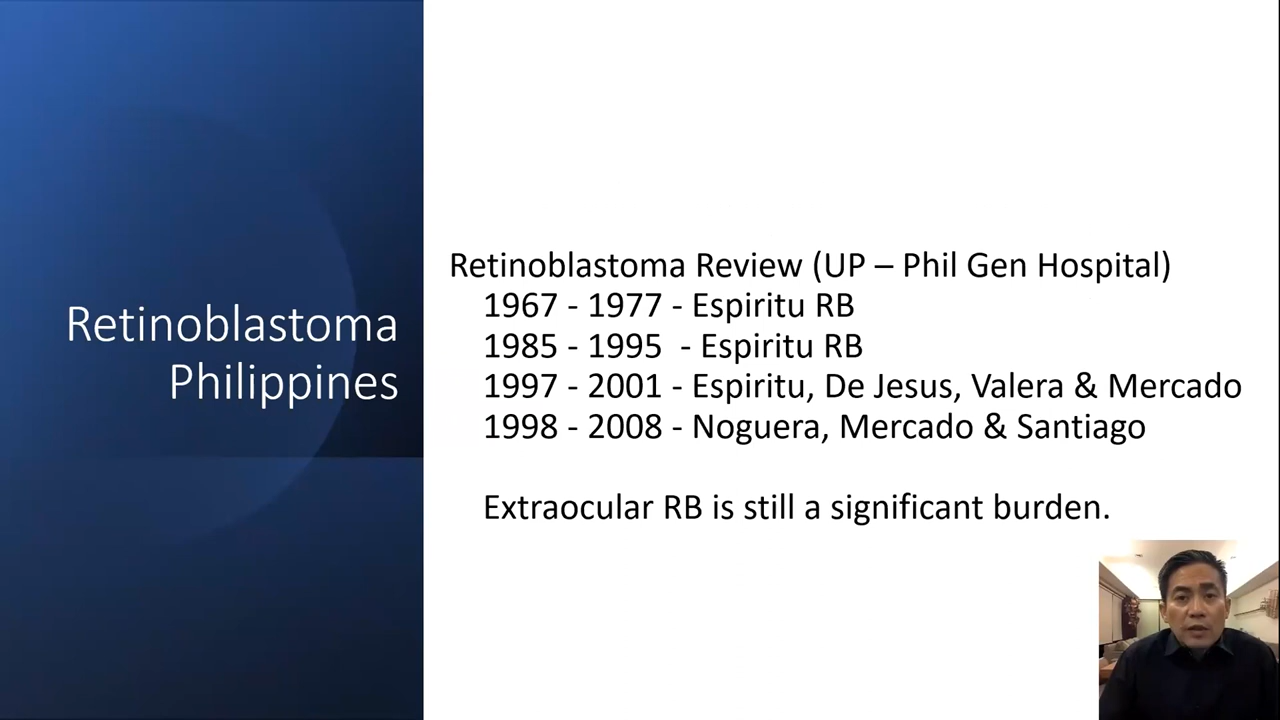 Retinoblastoma
Philippines
Retinoblastoma Review (UP – Phil Gen Hospital)
1967 - 1977 - Espiritu RB
1985 - 1995  - Espiritu RB
1997 - 2001 - Espiritu, De Jesus, Valera & Mercado
1998 - 2008 - Noguera, Mercado & Santiago
Extraocular RB is still a significant burden.